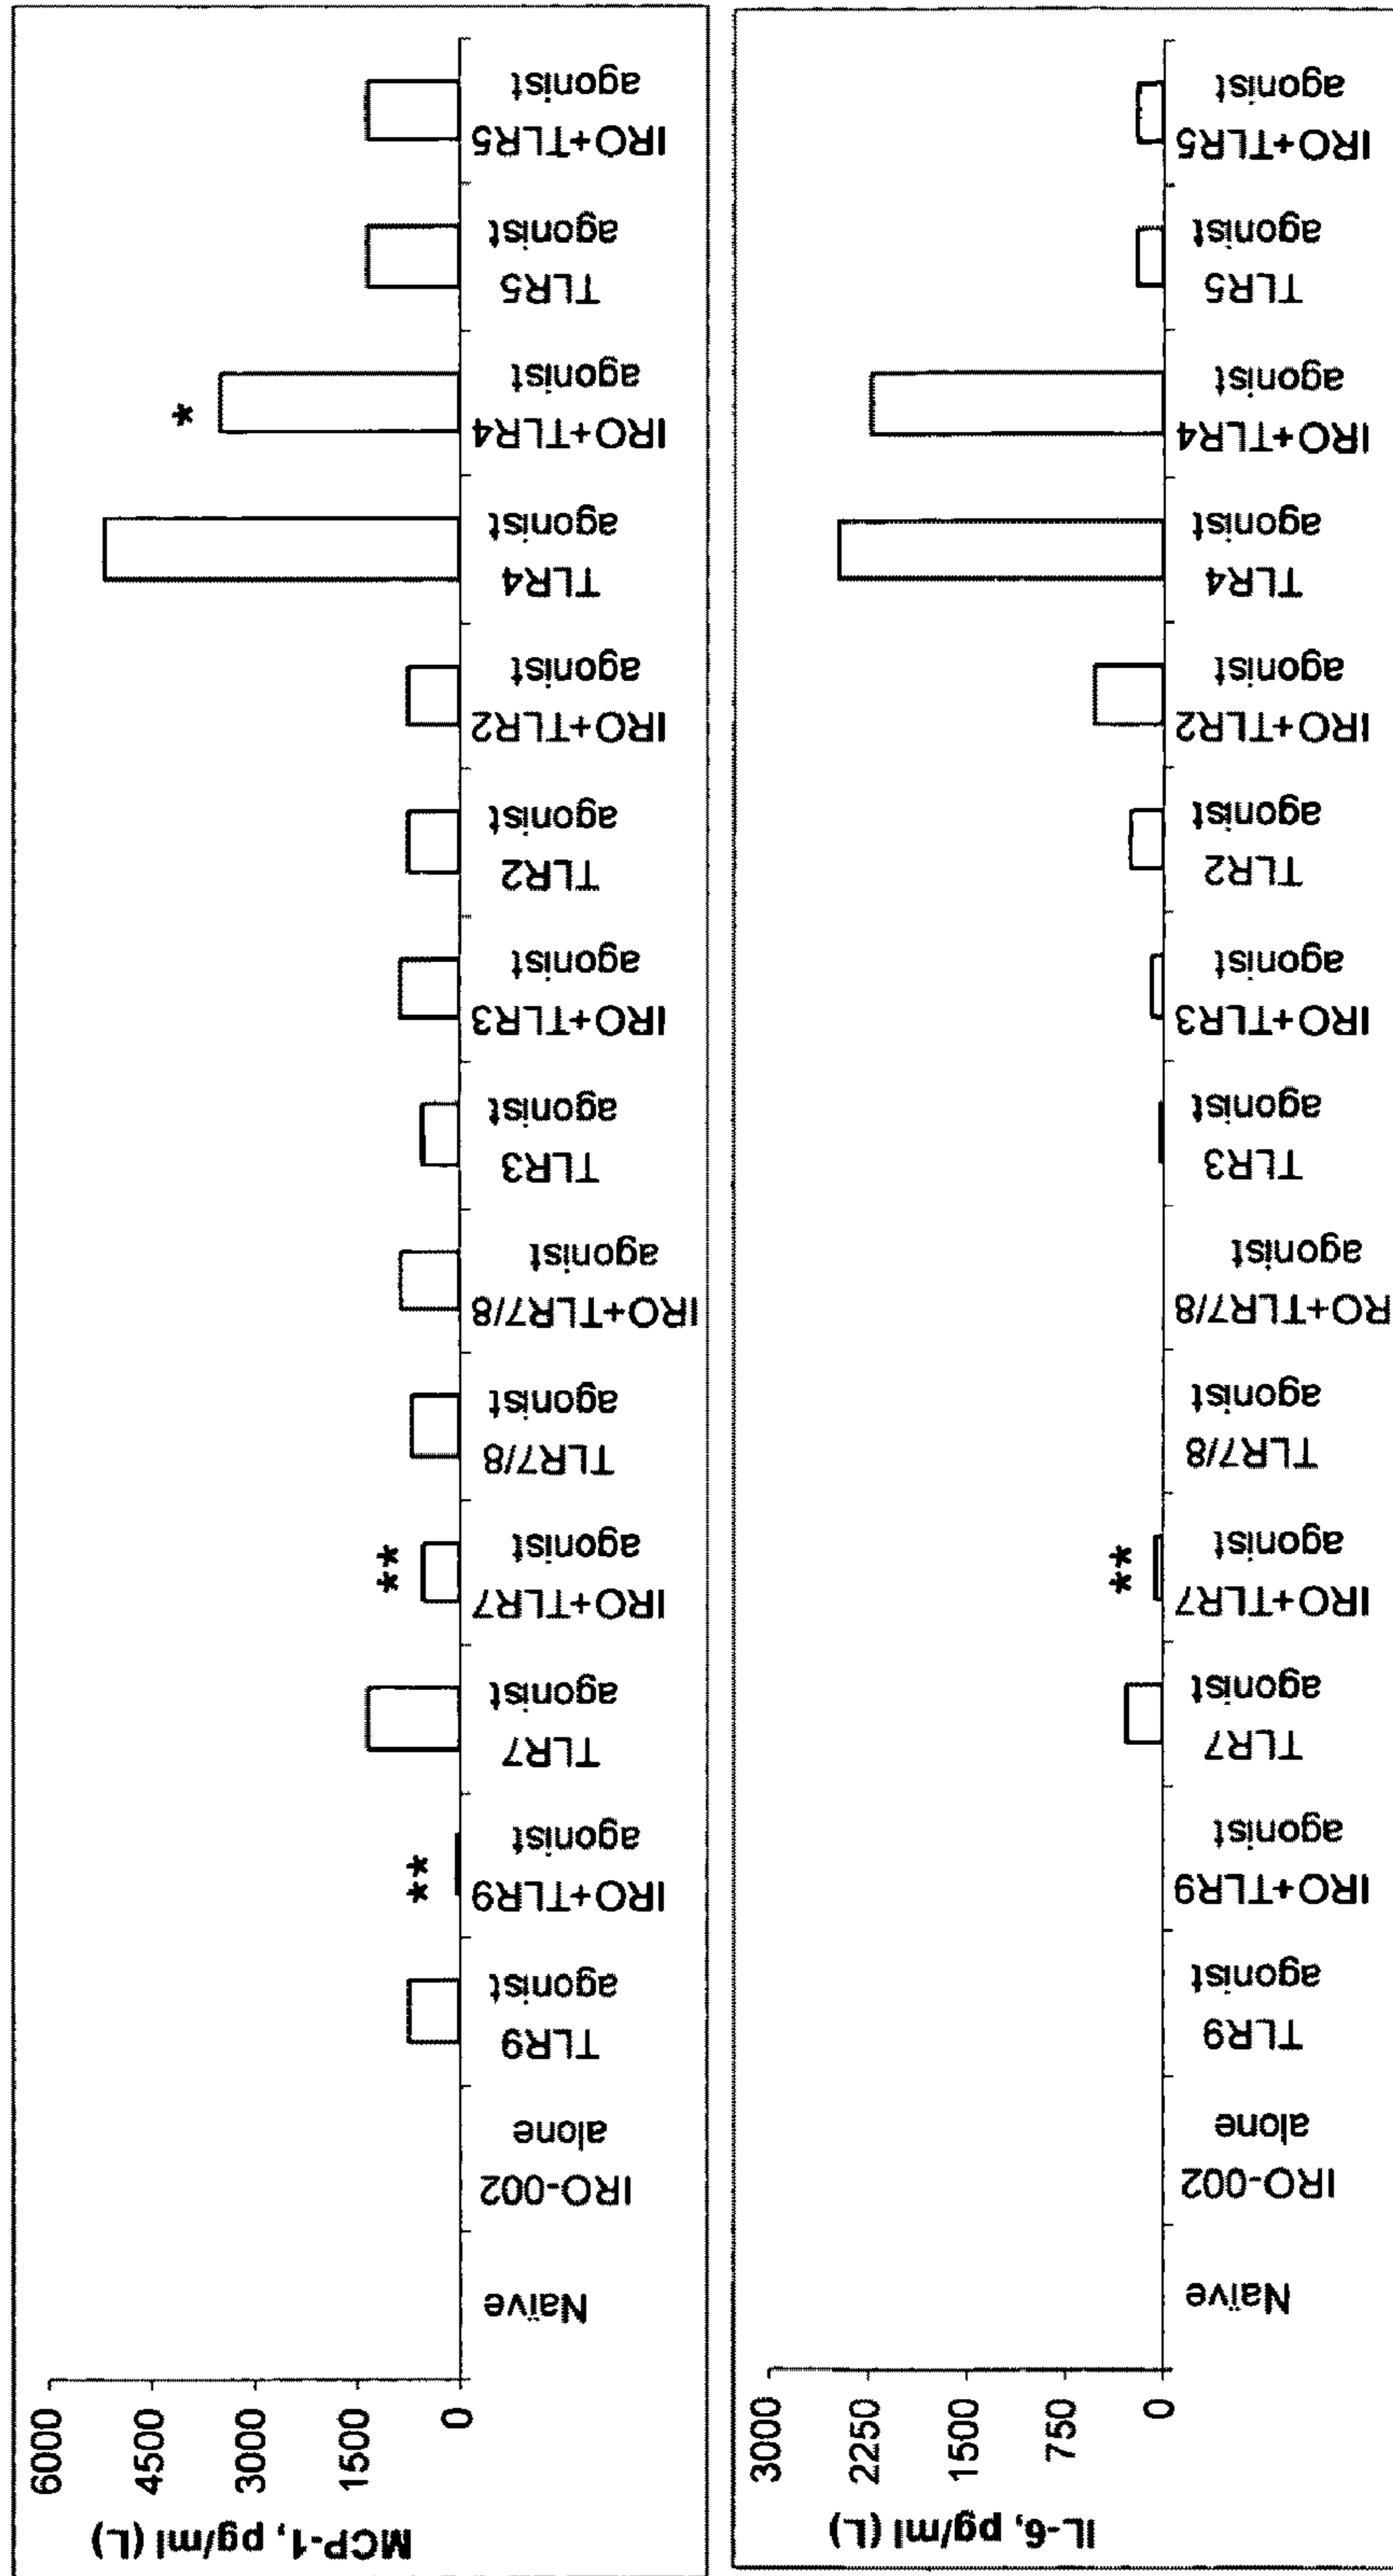 MCP-1, pg/ml (L)
6000
4500
3000
1500
0
Naïve
IRO-002
alone
TLR9
agonist
**
IRO+TLR9
agonist
TLR7
agonist
**
IRO+TLR7
agonist
TLR7/8
agonist
IRO+TLR7/8
agonist
TLR3
agonist
IRO+TLR3
agonist
TLR2
agonist
IRO+TLR2
agonist
TLR4
agonist
*
IRO+TLR4
agonist
TLR5
agonist
IRO+TLR5
agonist
IL-6, pg/ml (L)
3000
2250
1500
750
0
Naïve
IRO-002
alone
TLR9
agonist
IRO+TLR9
agonist
TLR7
agonist
**
IRO+TLR7
agonist
TLR7/8
agonist
RO+TLR7/8
agonist
TLR3
agonist
IRO+TLR3
agonist
TLR2
agonist
IRO+TLR2
agonist
TLR4
agonist
IRO+TLR4
agonist
TLR5
agonist
IRO+TLR5
agonist